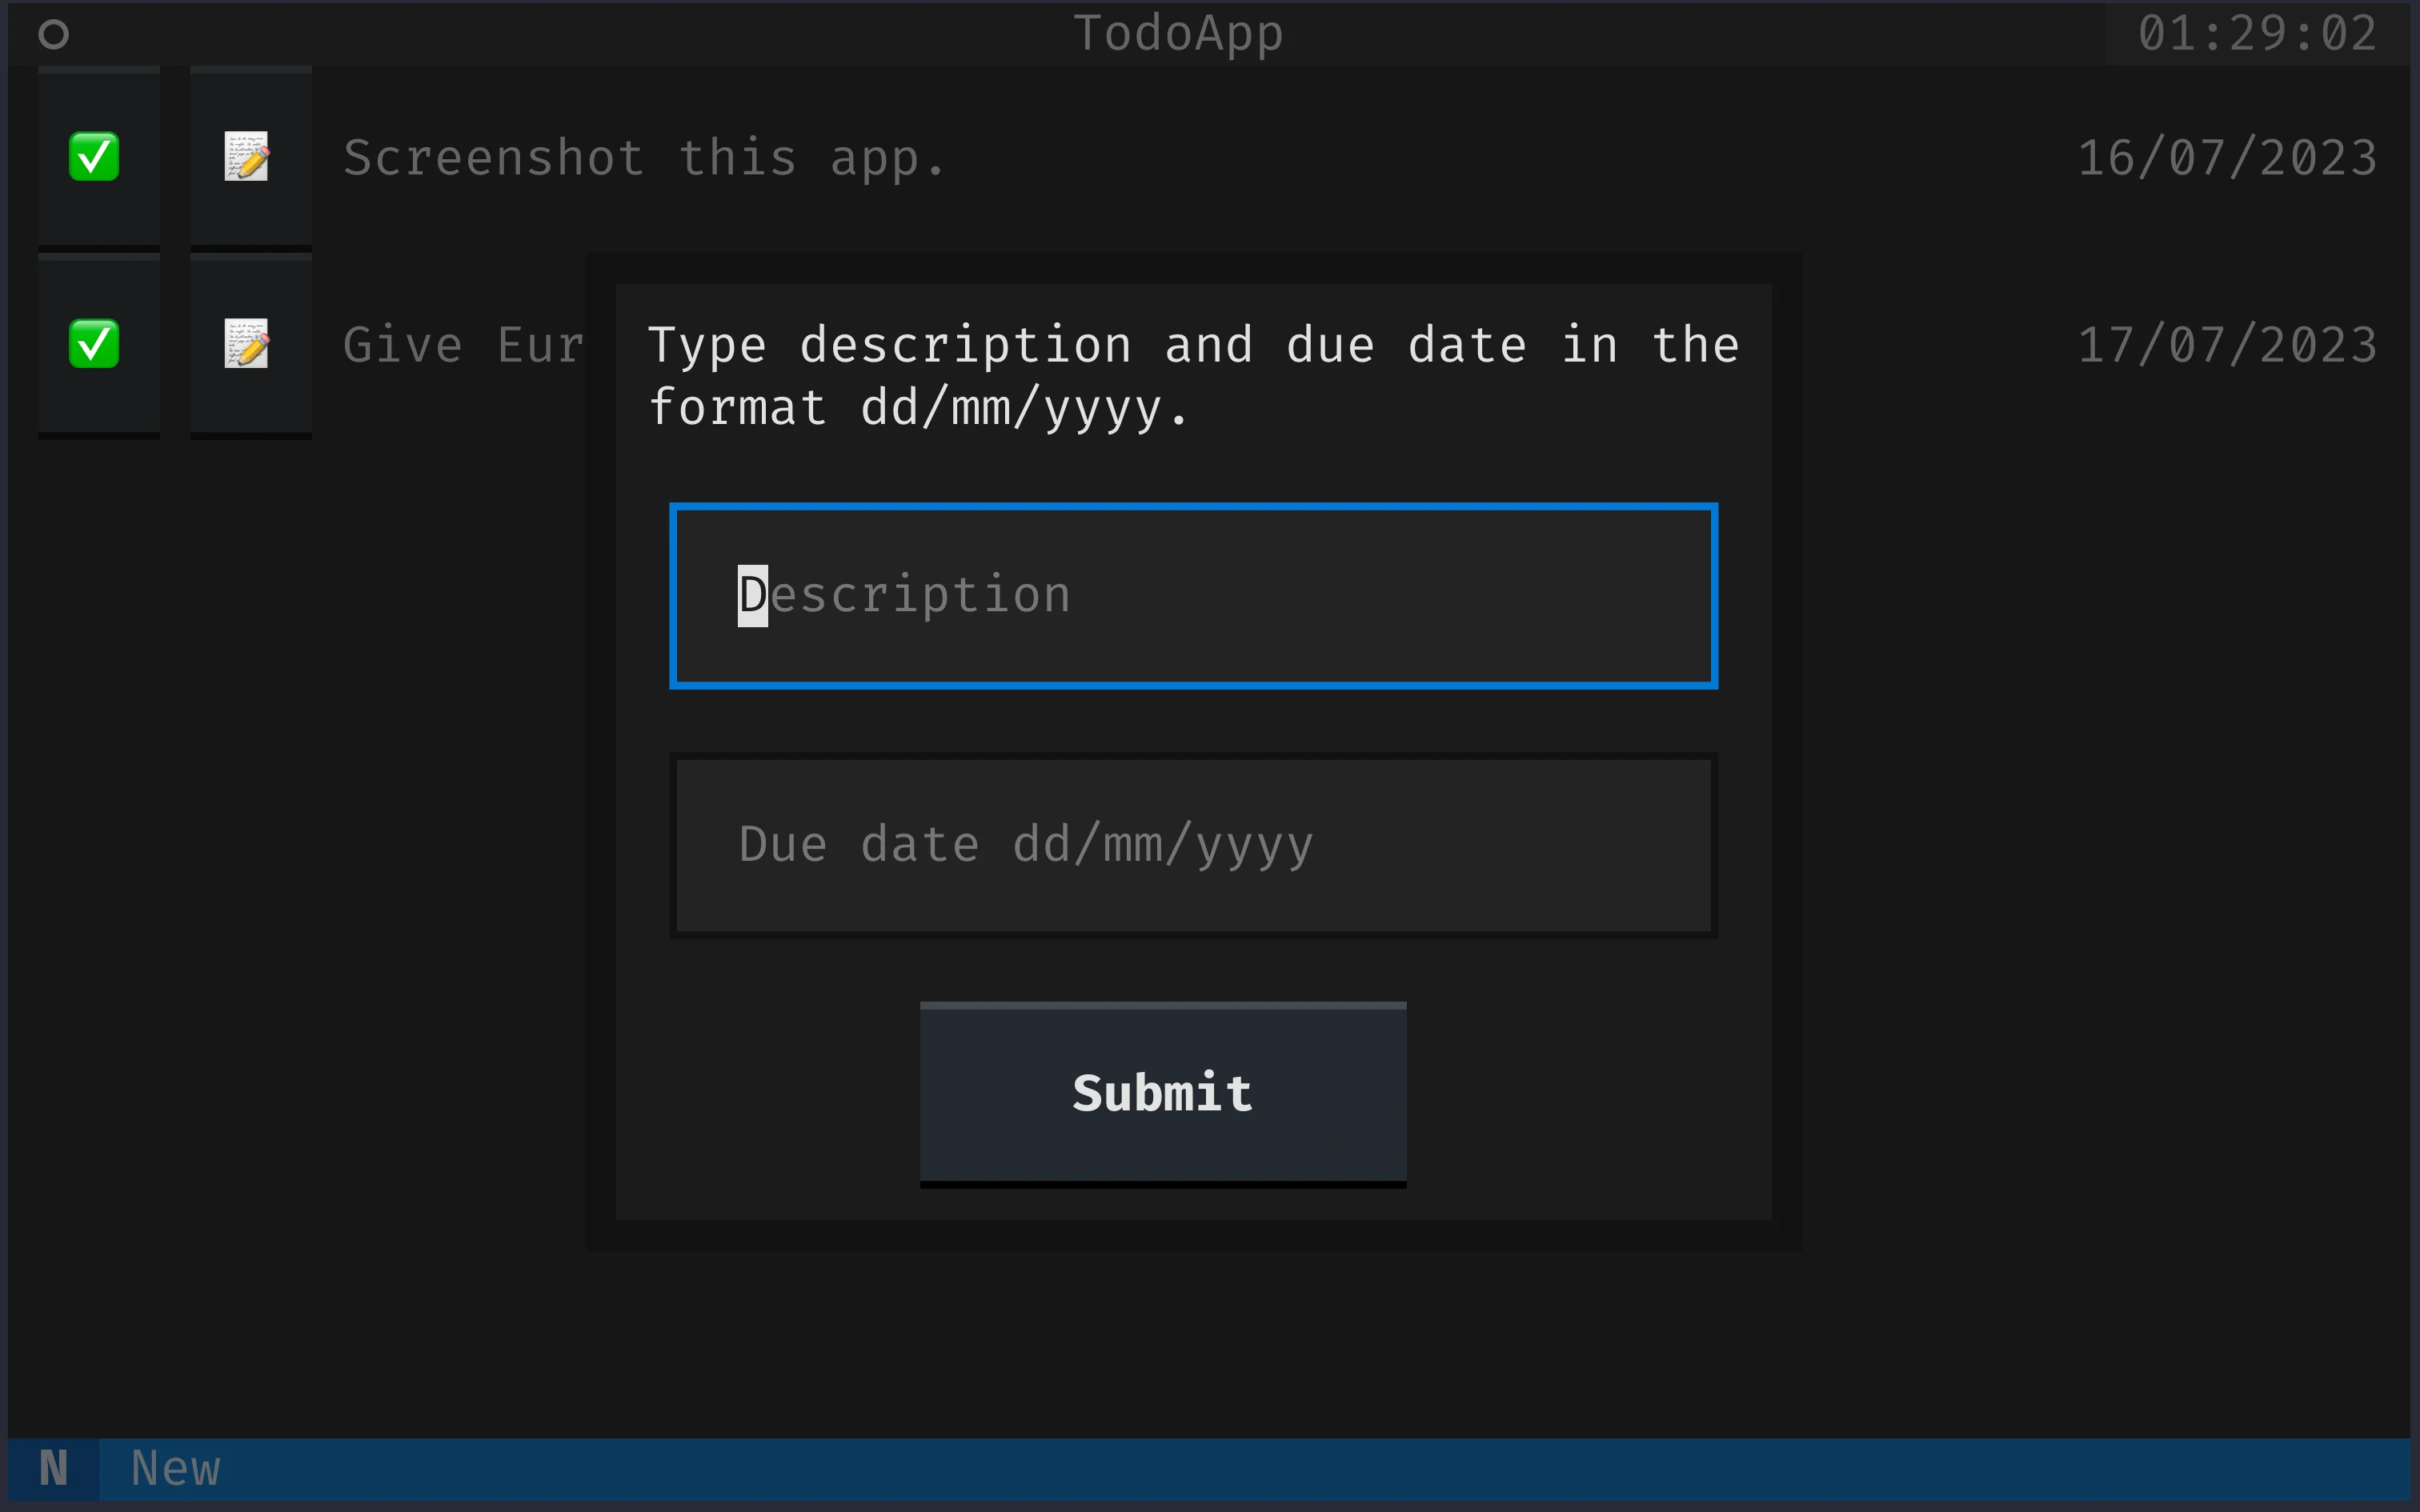 TodoApp 01:29:02
Screenshot this app. 16/07/2023
Give Eur 17/07/2023
Type description and due date in the
format dd/mm/yyyy.
Description
Due date dd/mm/yyyy
Submit
N New